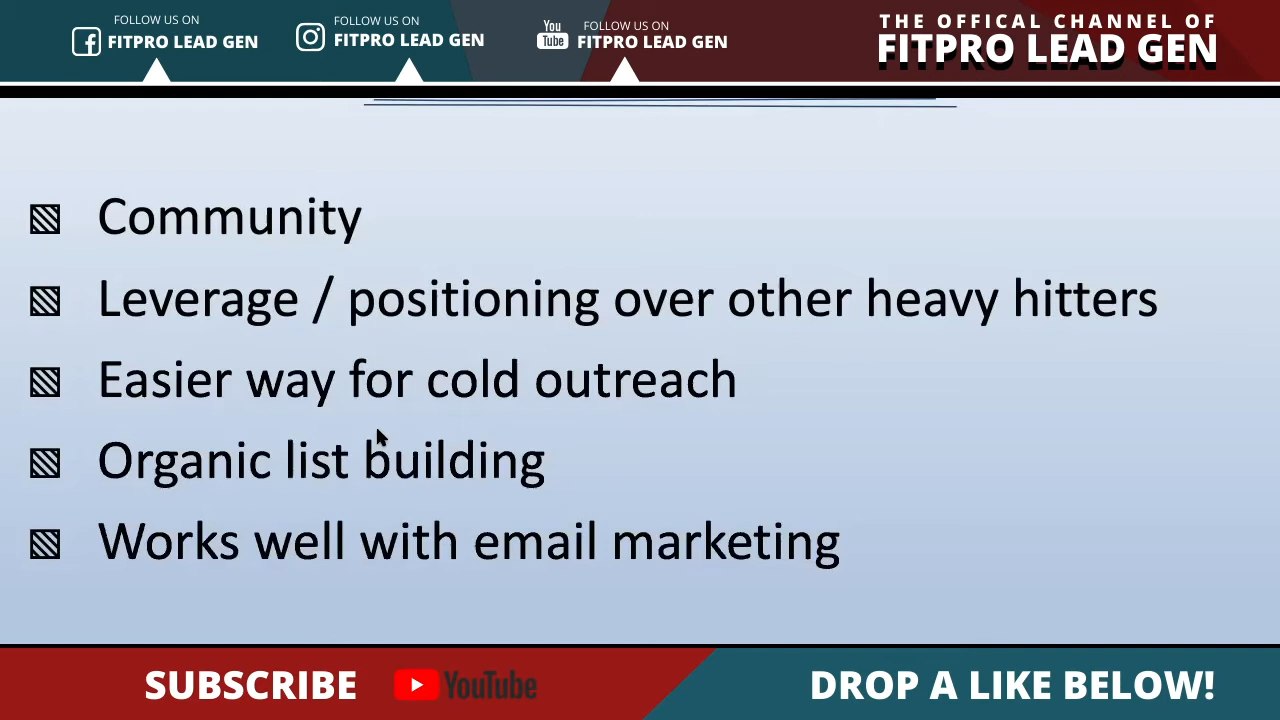 FOLLOW US ON
FITPRO LEAD GEN
FOLLOW US ON
FITPRO LEAD GEN
You
Tube
FOLLOW US ON
FITPRO LEAD GEN
THE OFFICAL CHANNEL OF
FITPRO LEAD GEN
Community
Leverage / positioning over other heavy hitters
Easier way for cold outreach
Organic list building
Works well with email marketing
SUBSCRIBE
YouTube
DROP A LIKE BELOW!